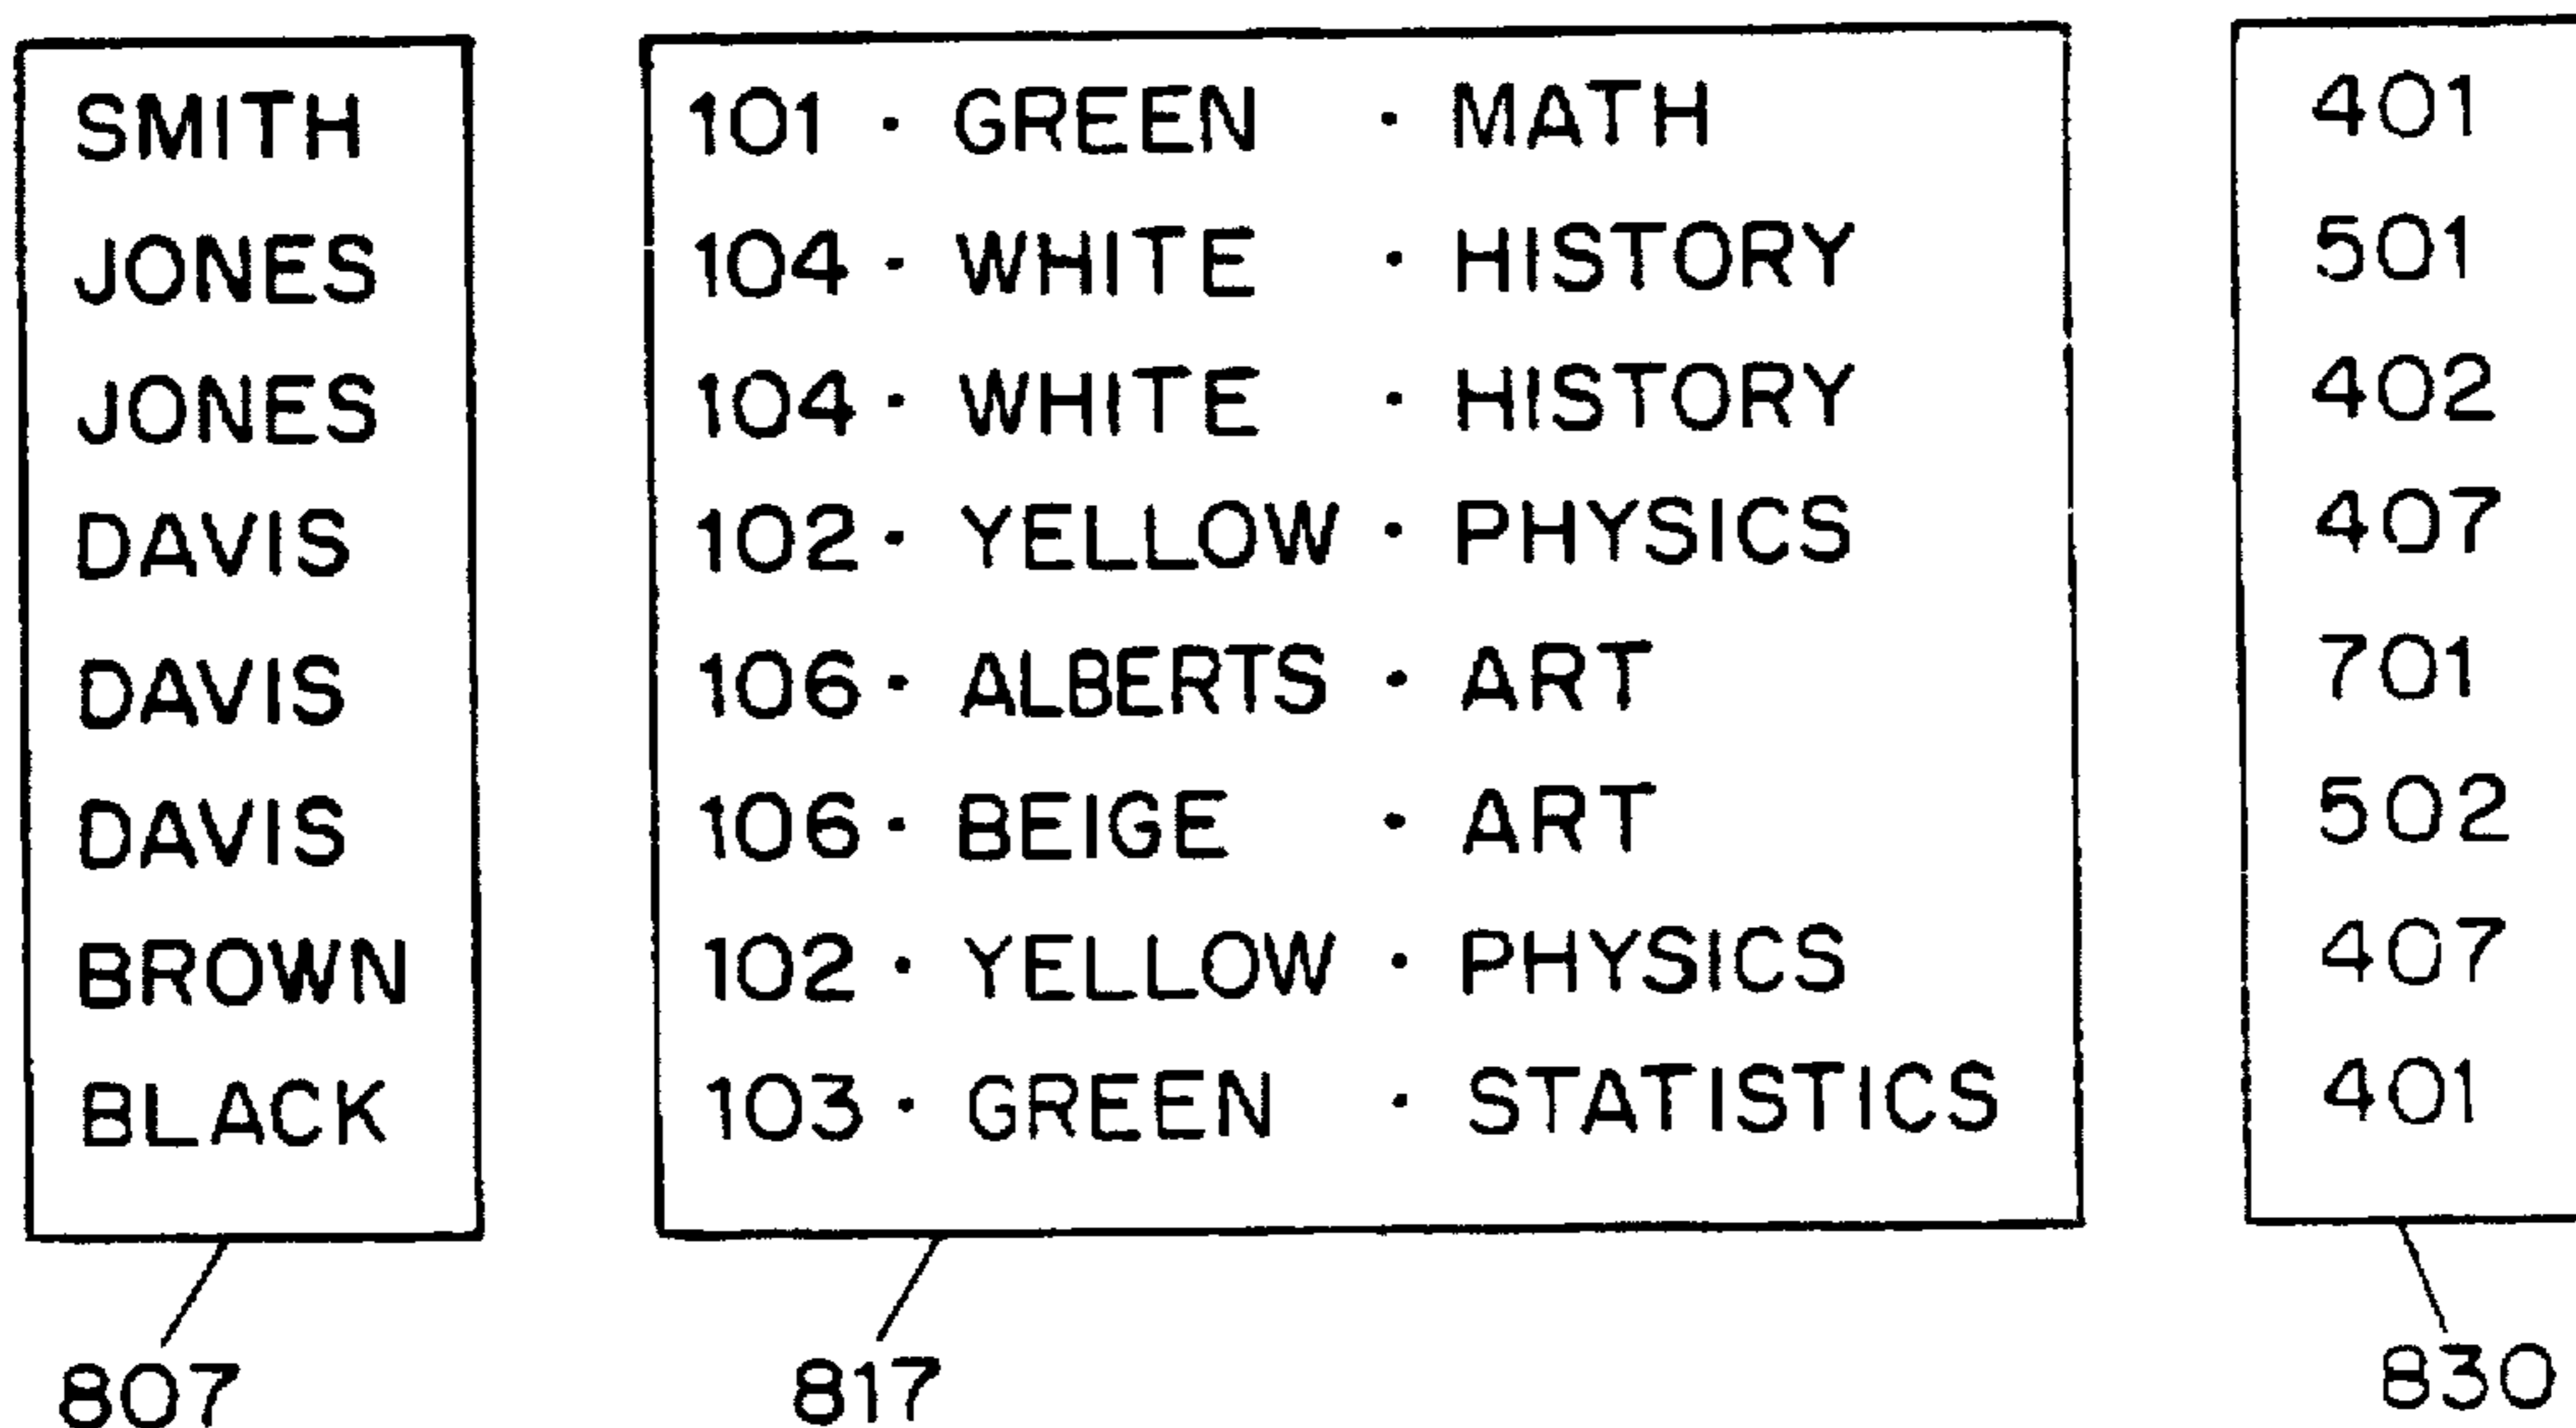 SMITH 101 · GREEN · MATH 401
JONES 104 · WHITE · HISTORY 501
JONES 104 · WHITE · HISTORY 402
DAVIS 102 · YELLOW · PHYSICS 407
DAVIS 106 · ALBERTS · ART 701
DAVIS 106 · BEIGE · ART 502
BROWN 102 · YELLOW · PHYSICS 407
BLACK 103 · GREEN · STATISTICS 401
807 817 830